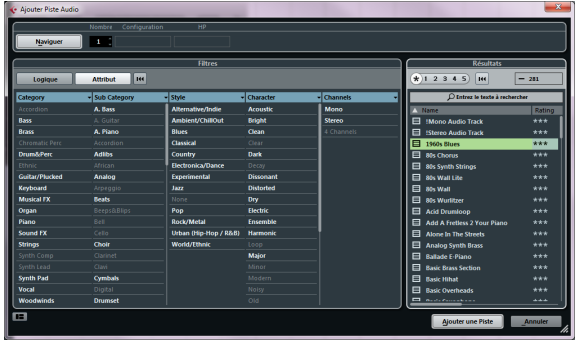 Ajouter Piste Audio
Nombre Configuration HP
Naviguer 1
Filtres
Logique Attribut
Category Sub Category Style Character Channels
Accordion A. Bass Alternative/Indie Acoustic Mono
Bass A. Guitar Ambient/ChillOut Bright Stereo
Brass A. Piano Blues Clean 4 Channels
Chromatic Perc Accordion Classical Clear
Drum&Perc Adlibs Country Dark
Ethnic African Electronica/Dance Decay
Guitar/Plucked Analog Experimental Dissonant
Keyboard Arpeggio Jazz Distorted
Musical FX Beats None Dry
Organ Beeps&Blips Pop Electric
Piano Bell Rock/Metal Ensemble
Sound FX Cello Urban (Hip-Hop / R&B) Harmonic
Strings Choir World/Ethnic Loop
Synth Comp Clarinet Major
Synth Lead Clavi Minor
Synth Pad Cymbals Modern
Vocal Digital Noisy
Woodwinds Drumset Old
Résultats
1 2 3 4 5 281
Entrez le texte à rechercher
Name Rating
!Mono Audio Track ***
!Stereo Audio Track ***
1960s Blues ***
80s Chorus ***
80s Synth Strings ***
80s Wall Lite ***
80s Wall ***
80s Wurlitzer ***
Acid Drumloop ***
Add A Fretless 2 Your Piano ***
Alone In The Streets ***
Analog Synth Brass ***
Ballade E-Piano ***
Basic Brass Section ***
Basic Hihat ***
Basic Overheads ***
Ajouter une Piste Annuler